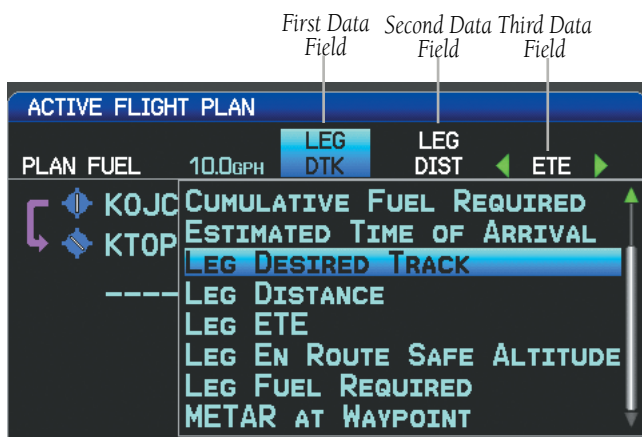 First Data Field
Second Data Field
Third Data Field
ACTIVE FLIGHT PLAN
PLAN FUEL 10.0GPH
LEG DTK
LEG DIST
ETE
KOJC
KTOP
----
CUMULATIVE FUEL REQUIRED
ESTIMATED TIME OF ARRIVAL
LEG DESIRED TRACK
LEG DISTANCE
LEG ETE
LEG EN ROUTE SAFE ALTITUDE
LEG FUEL REQUIRED
METAR AT WAYPOINT